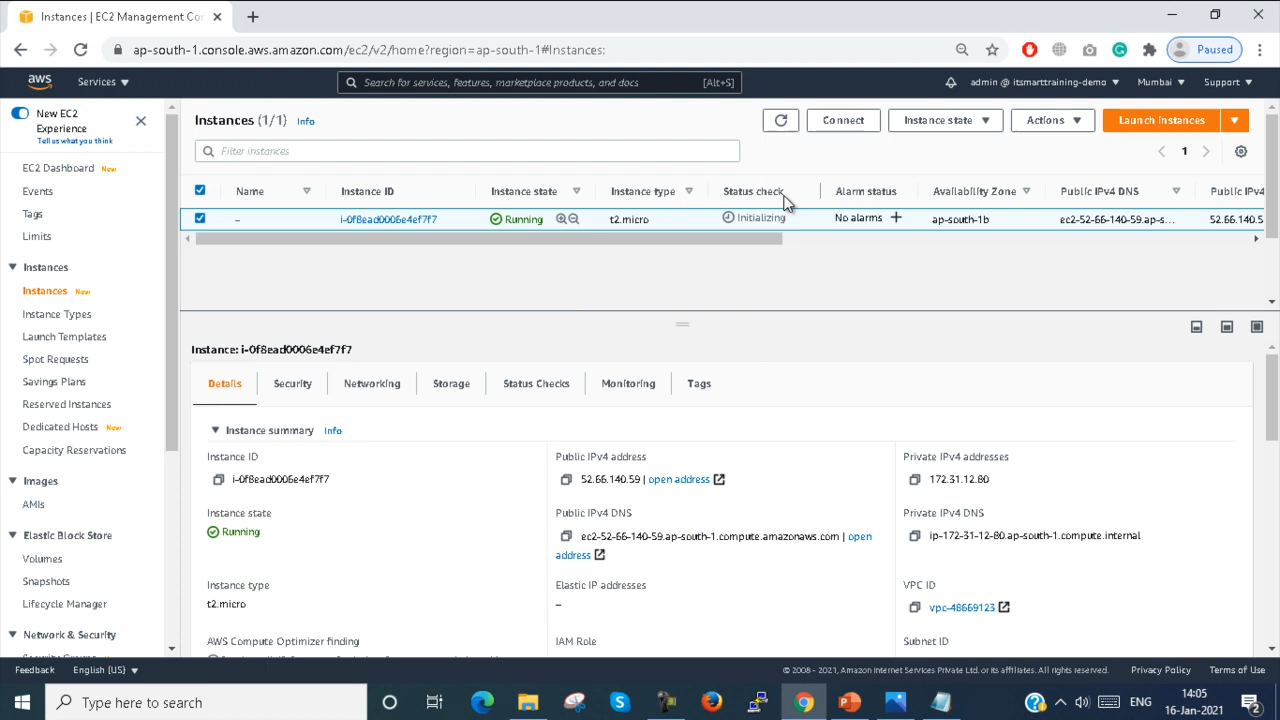 Instances | EC2 Management Con
ap-south-1.console.aws.amazon.com/ec2/v2/home?region=ap-south-1#Instances:
Paused
aws
Services
Search for services, features, marketplace products, and docs
[Alt+S]
admin @ itsmarttraining-demo
Mumbai
Support
New EC2
Experience
Tell us what you think
EC2 Dashboard New
Events
Tags
Limits
Instances
Instances New
Instance Types
Launch Templates
Spot Requests
Savings Plans
Reserved Instances
Dedicated Hosts New
Capacity Reservations
Images
AMIs
Elastic Block Store
Volumes
Snapshots
Lifecycle Manager
Network & Security
Instances (1/1) Info
Connect
Instance state
Actions
Launch instances
Filter instances
1
Name Instance ID Instance state Instance type Status check Alarm status Availability Zone Public IPv4 DNS Public IPv4
– i-0f8ead0006e4ef7f7 Running t2.micro Initializing No alarms + ap-south-1b ec2-52-66-140-59.ap-s... 52.66.140.5
Instance: i-0f8ead0006e4ef7f7
Details Security Networking Storage Status Checks Monitoring Tags
Instance summary Info
Instance ID
i-0f8ead0006e4ef7f7
Public IPv4 address
52.66.140.59 | open address
Private IPv4 addresses
172.31.12.80
Instance state
Running
Public IPv4 DNS
ec2-52-66-140-59.ap-south-1.compute.amazonaws.com | open
address
Private IPv4 DNS
ip-172-31-12-80.ap-south-1.compute.internal
Instance type
t2.micro
Elastic IP addresses
–
VPC ID
vpc-48669123
AWS Compute Optimizer finding
IAM Role
Subnet ID
Feedback
English (US)
© 2008 - 2021, Amazon Internet Services Private Ltd. or its affiliates. All rights reserved.
Privacy Policy
Terms of Use
Type here to search
ENG
14:05
16-Jan-2021
2